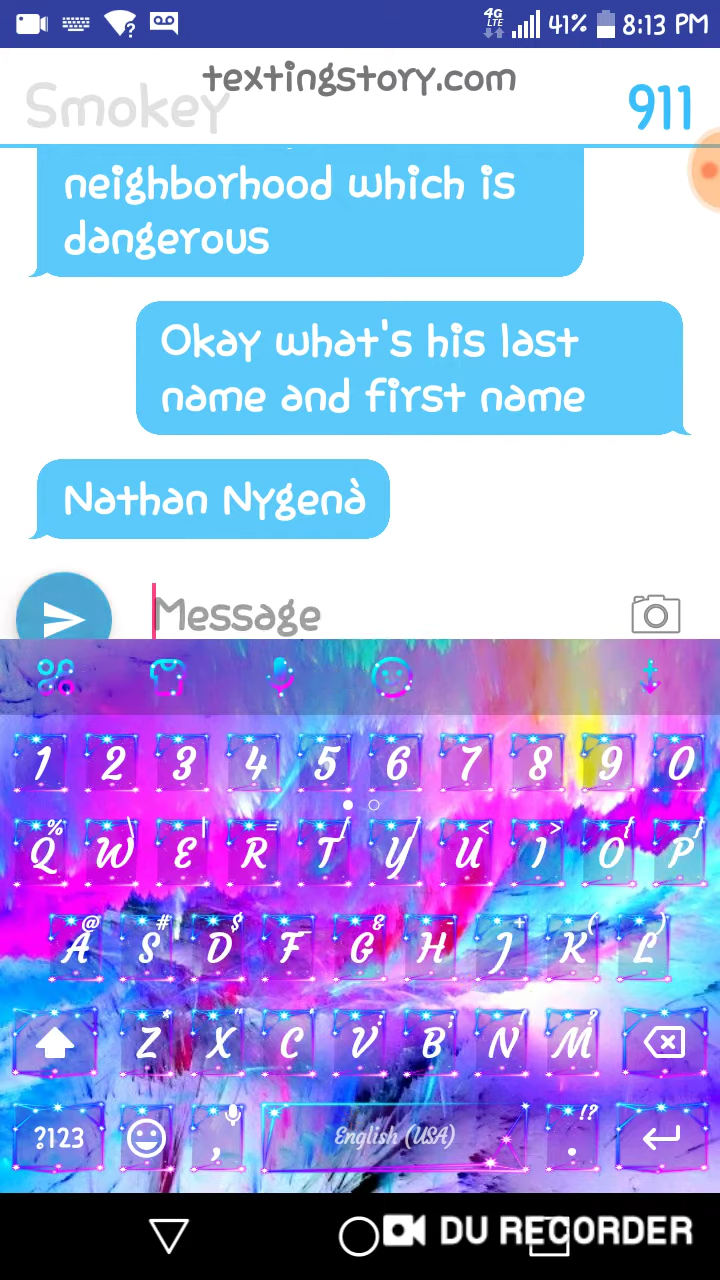 4G LTE 41% 8:13 PM
textingstory.com
Smokey 911
neighborhood which is
dangerous
Okay what's his last
name and first name
Nathan Nygenà
Message
1 2 3 4 5 6 7 8 9 0
% \ | = [ ] < > { }
Q W E R T Y U I O P
@ # $ & + ( )
A S D F G H J K L
Z X C V B N M
!?
?123 , English (USA) .
DU RECORDER